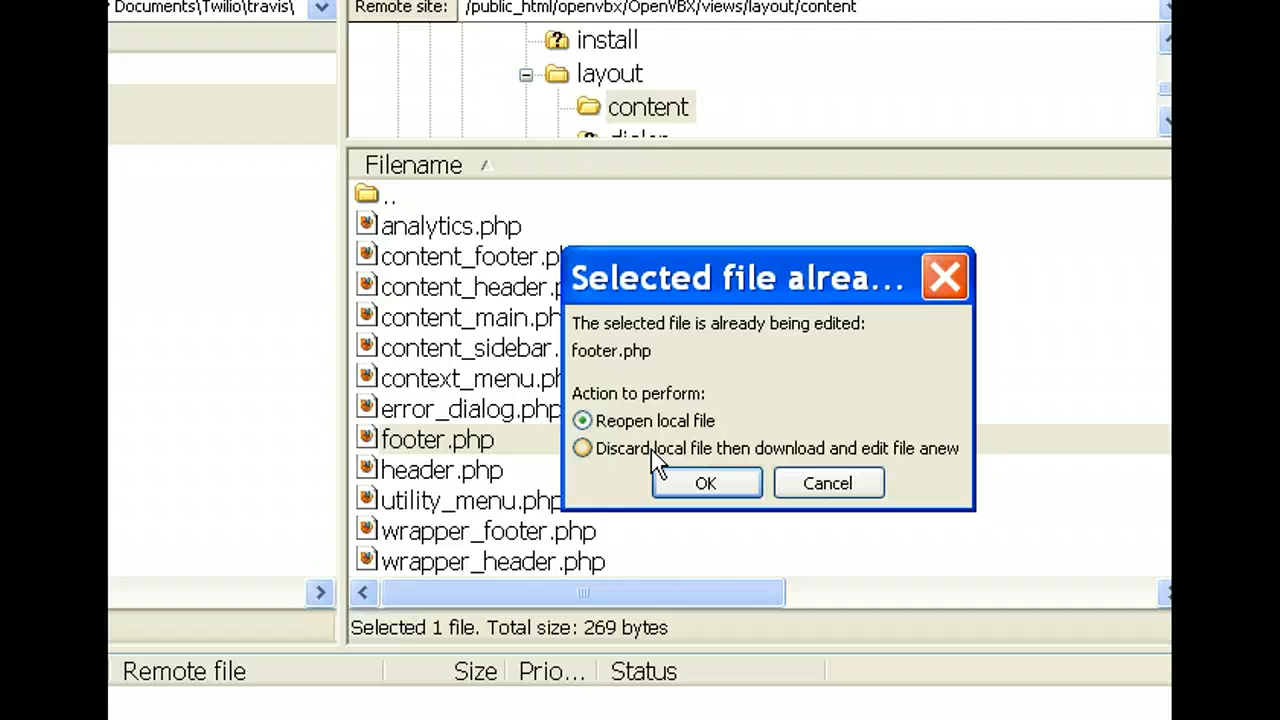 Documents\Twilio\travis\
Remote site: /public_html/openvbx/OpenVBX/views/layout/content
install
layout
content
Filename
..
analytics.php
content_footer.p
content_header.
content_main.ph
content_sidebar.
context_menu.ph
error_dialog.php
footer.php
header.php
utility_menu.php
wrapper_footer.php
wrapper_header.php
Selected file alrea...
The selected file is already being edited:
footer.php
Action to perform:
Reopen local file
Discard local file then download and edit file anew
OK Cancel
Selected 1 file. Total size: 269 bytes
Remote file Size Prio... Status